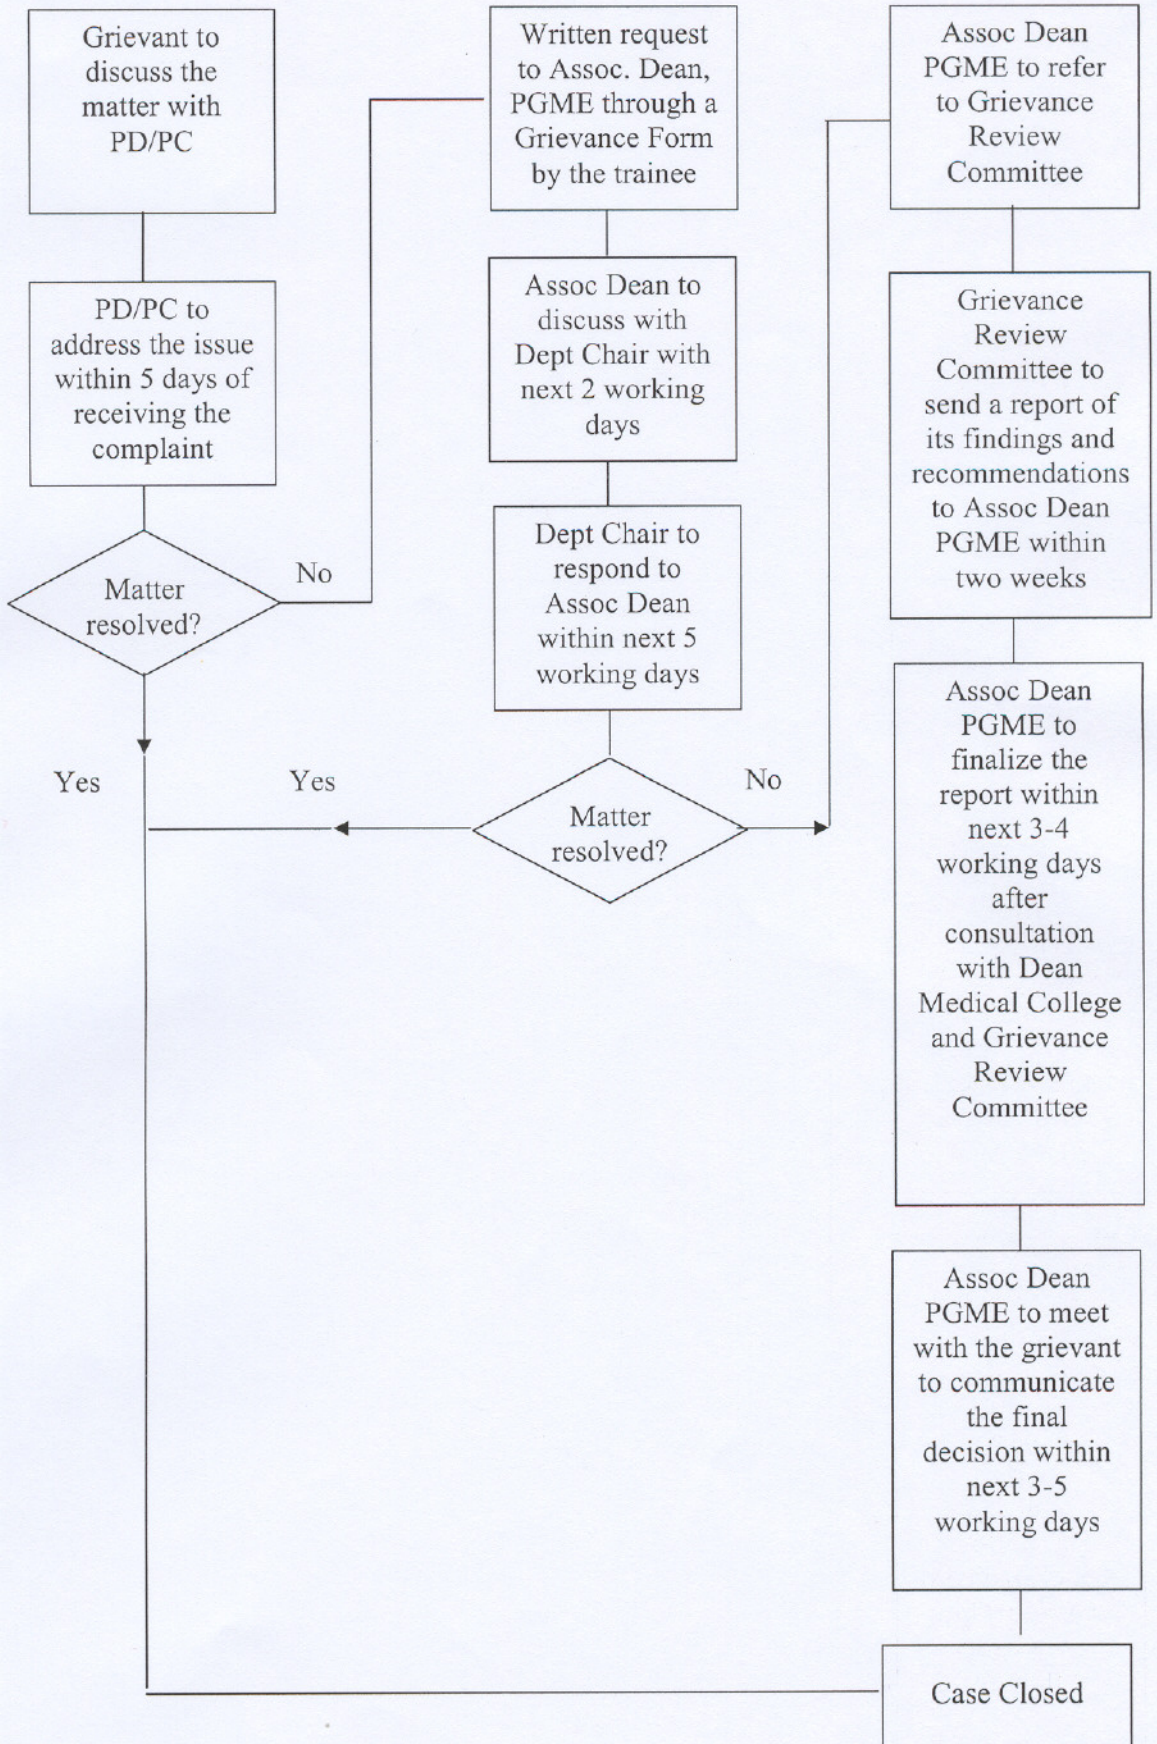 Grievant to
discuss the
matter with
PD/PC
PD/PC to
address the issue
within 5 days of
receiving the
complaint
Matter
resolved?
No
Yes
Written request
to Assoc. Dean,
PGME through a
Grievance Form
by the trainee
Assoc Dean to
discuss with
Dept Chair with
next 2 working
days
Dept Chair to
respond to
Assoc Dean
within next 5
working days
Matter
resolved?
Yes
No
Assoc Dean
PGME to refer
to Grievance
Review
Committee
Grievance
Review
Committee to
send a report of
its findings and
recommendations
to Assoc Dean
PGME within
two weeks
Assoc Dean
PGME to
finalize the
report within
next 3-4
working days
after
consultation
with Dean
Medical College
and Grievance
Review
Committee
Assoc Dean
PGME to meet
with the grievant
to communicate
the final
decision within
next 3-5
working days
Case Closed